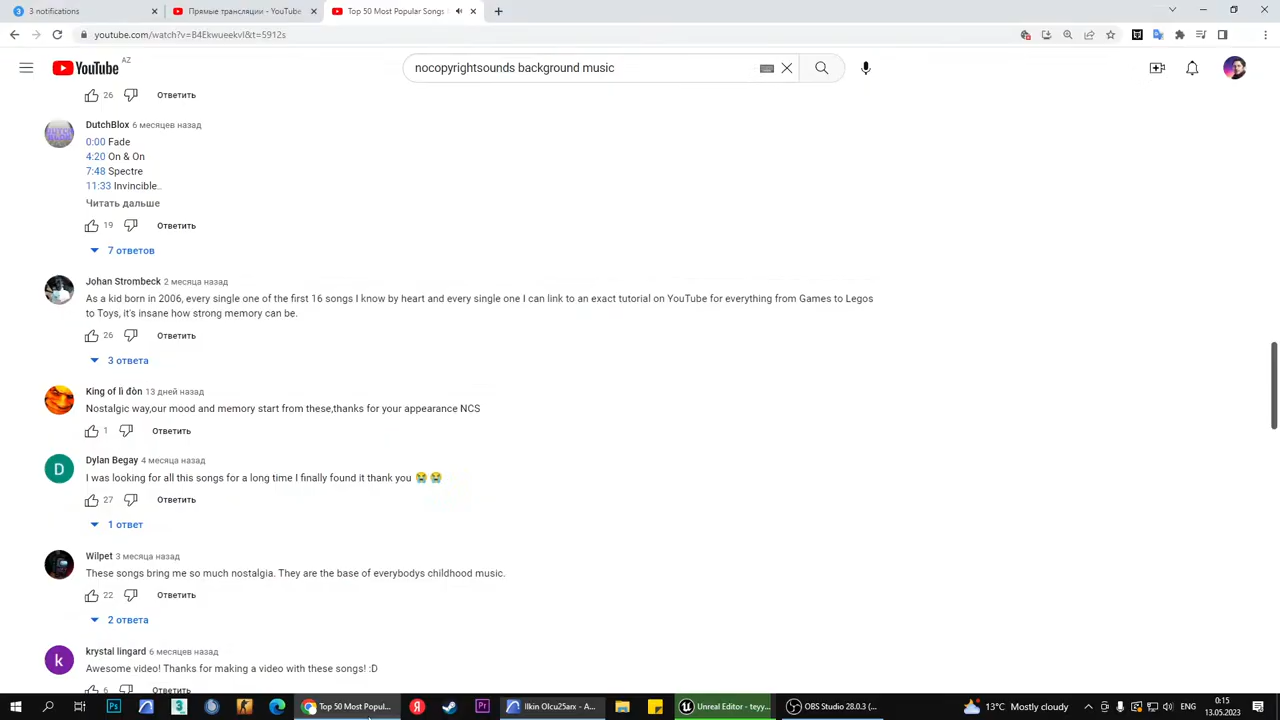 3 notifications
Прямые трансляции - YouTube
Top 50 Most Popular Songs
youtube.com/watch?v=B4Ekwueekvl&t=5912s
YouTube AZ
nocopyrightsounds background music
26 Ответить
DutchBlox 6 месяцев назад
0:00 Fade
4:20 On & On
7:48 Spectre
11:33 Invincible..
Читать дальше
19 Ответить
7 ответов
Johan Strombeck 2 месяца назад
As a kid born in 2006, every single one of the first 16 songs I know by heart and every single one I can link to an exact tutorial on YouTube for everything from Games to Legos
to Toys, it's insane how strong memory can be.
26 Ответить
3 ответа
King of lì đòn 13 дней назад
Nostalgic way,our mood and memory start from these,thanks for your appearance NCS
1 Ответить
D
Dylan Begay 4 месяца назад
I was looking for all this songs for a long time I finally found it thank you 😭 😭
27 Ответить
1 ответ
Wilpet 3 месяца назад
These songs bring me so much nostalgia. They are the base of everybodys childhood music.
22 Ответить
2 ответа
k
krystal lingard 6 месяцев назад
Awesome video! Thanks for making a video with these songs! :D
6 Ответить
Top 50 Most Popul...
Ilkin Olcu25arx - A...
Unreal Editor - teyy...
OBS Studio 28.0.3 (...
13°C Mostly cloudy
ENG
0:15
13.05.2023